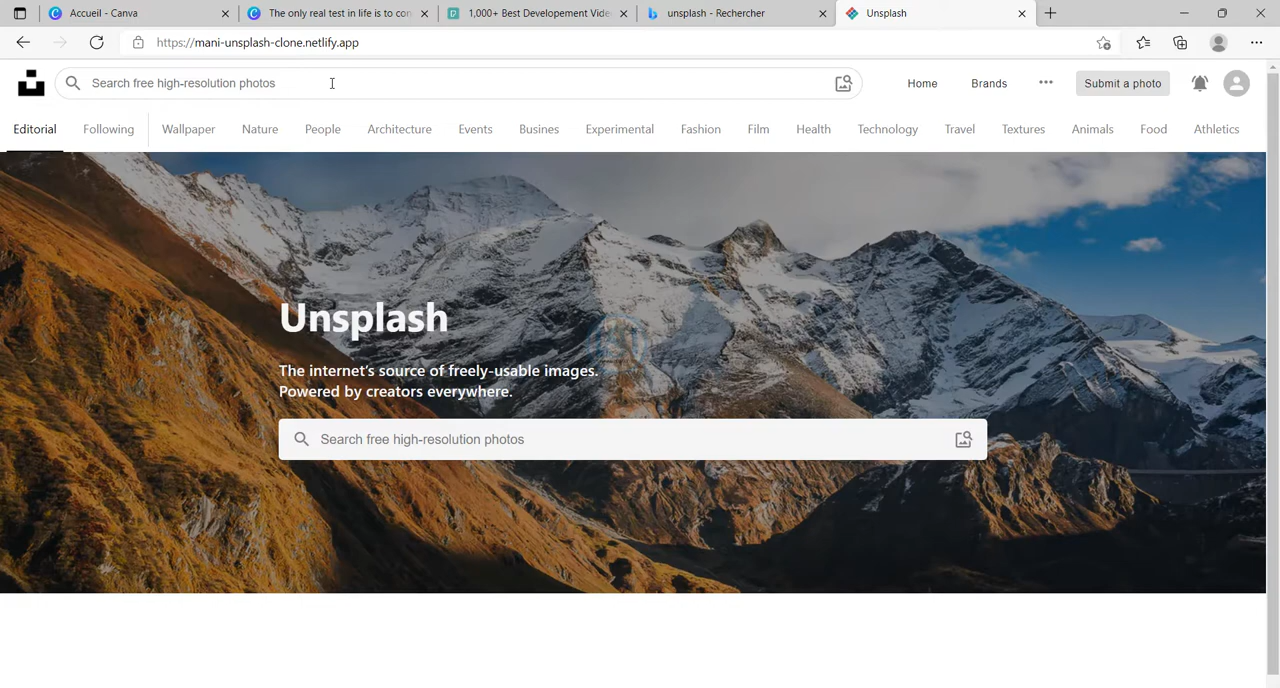 Accueil - Canva
The only real test in life is to con
1,000+ Best Developement Vide
unsplash - Rechercher
Unsplash
https://mani-unsplash-clone.netlify.app
Search free high-resolution photos
Home
Brands
Submit a photo
Editorial
Following
Wallpaper
Nature
People
Architecture
Events
Busines
Experimental
Fashion
Film
Health
Technology
Travel
Textures
Animals
Food
Athletics
Unsplash
The internet's source of freely-usable images.
Powered by creators everywhere.
Search free high-resolution photos